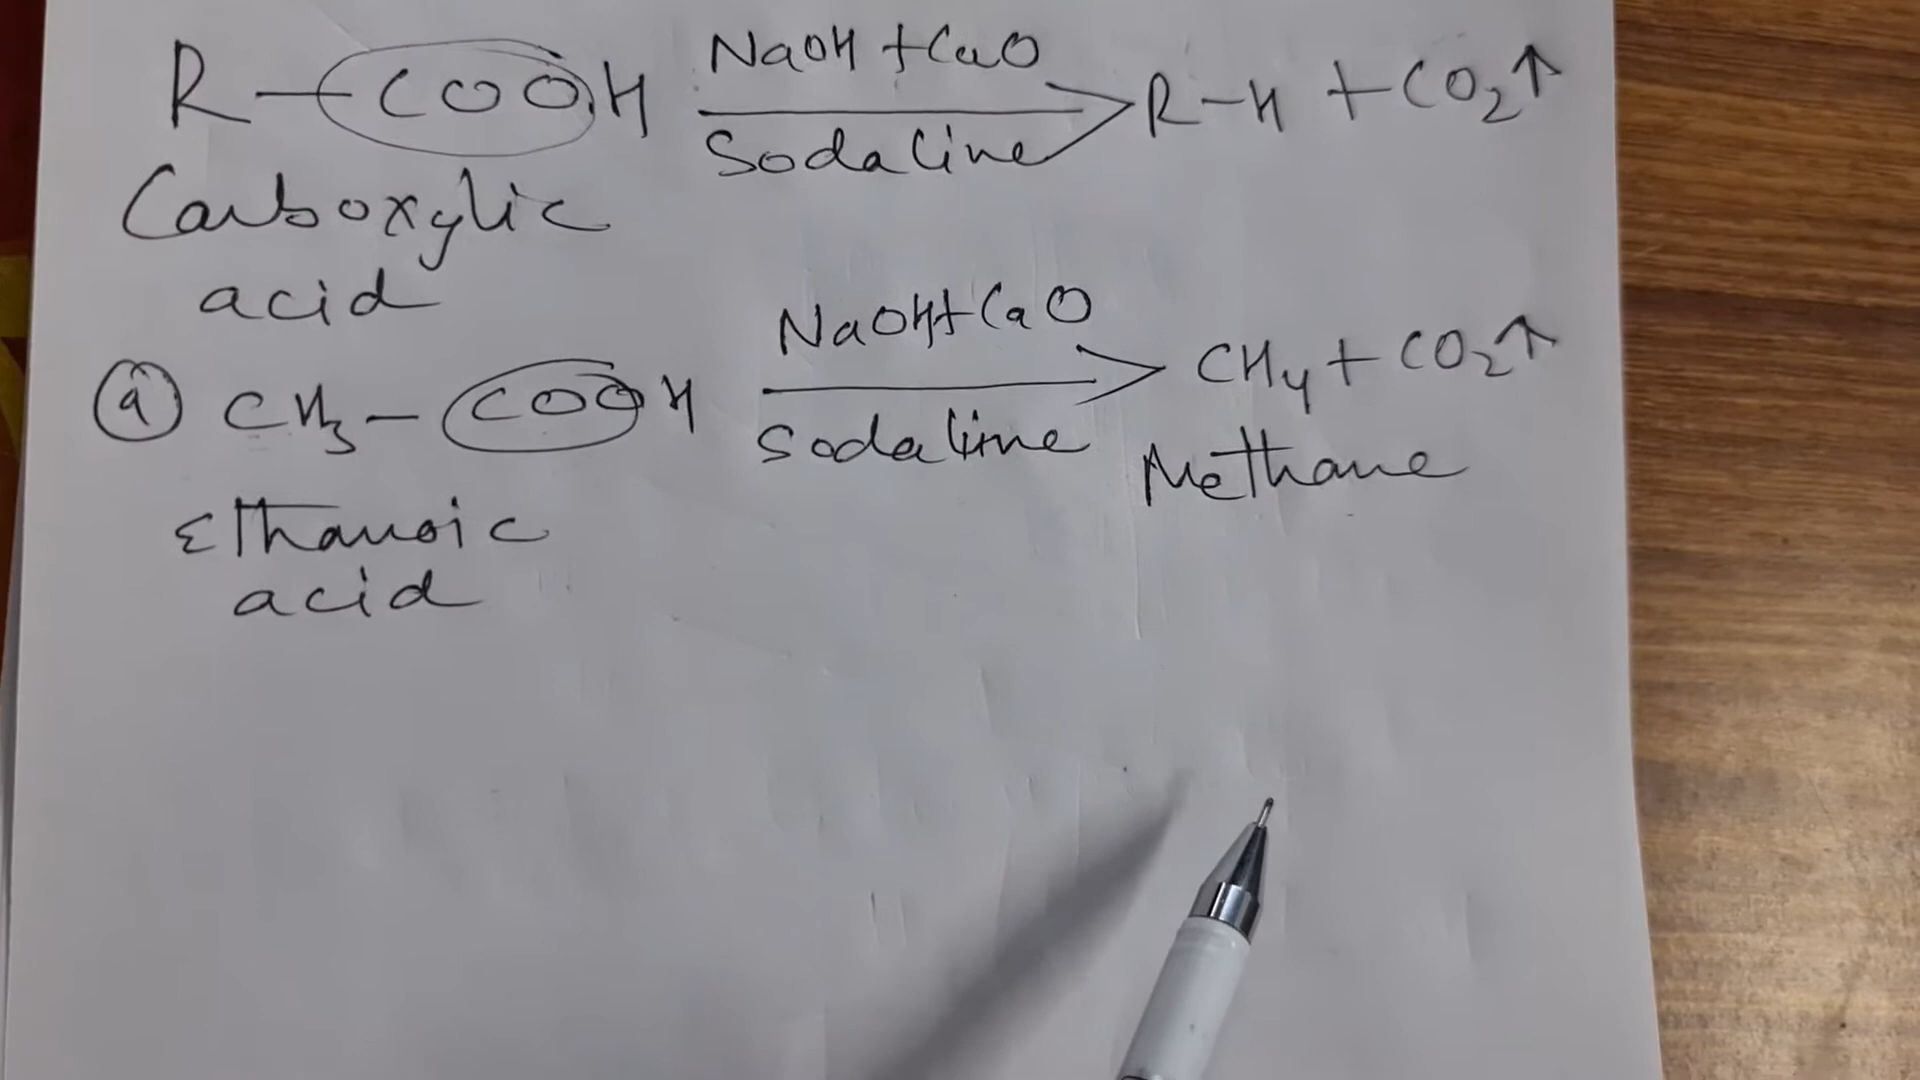 R-COOH NaOH+CaO R-H + CO2↑
Sodalime
Carboxylic
acid
(a) CH3-COOH NaOH+CaO CH4 + CO2↑
Sodalime Methane
Ethanoic
acid